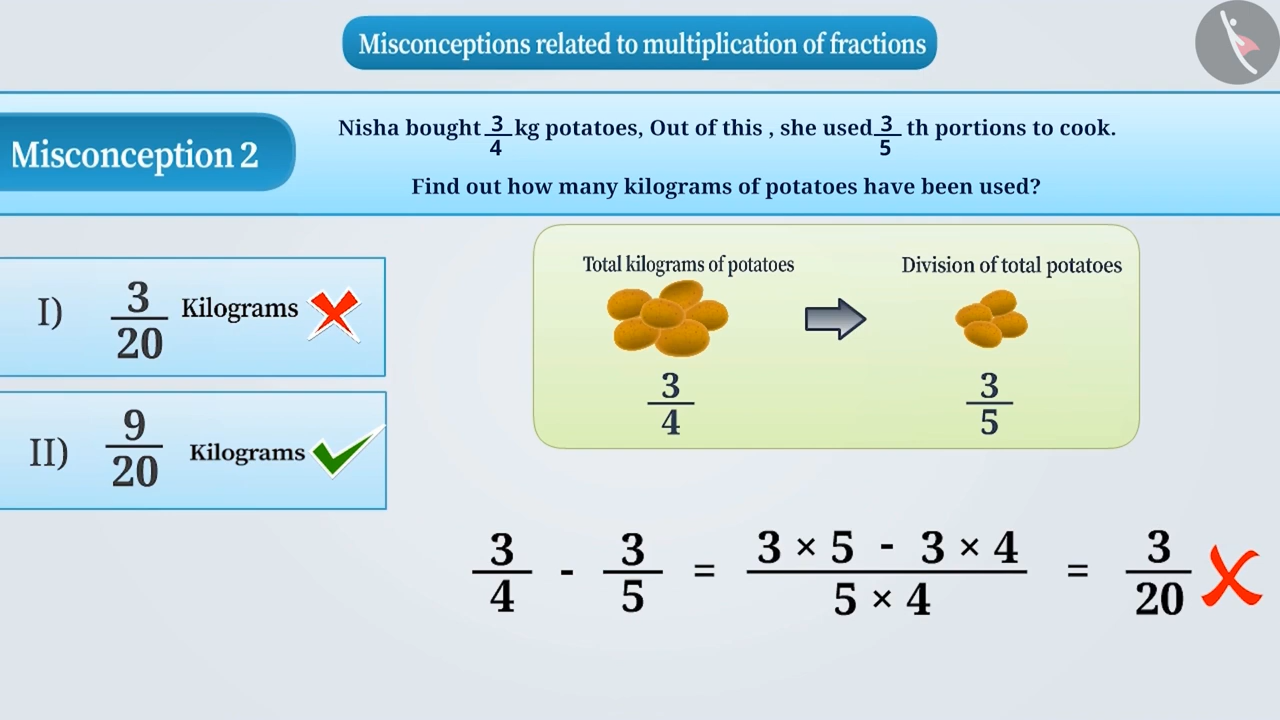 Misconceptions related to multiplication of fractions
Misconception 2
Nisha bought 3/4 kg potatoes, Out of this , she used 3/5 th portions to cook.
Find out how many kilograms of potatoes have been used?
I) 3/20 Kilograms
II) 9/20 Kilograms
Total kilograms of potatoes
3/4
Division of total potatoes
3/5
3/4 - 3/5 = 3 × 5 - 3 × 4 / 5 × 4 = 3/20